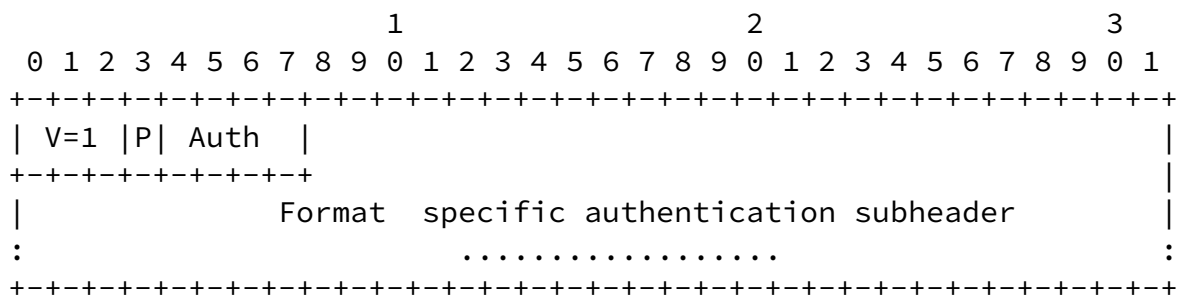 1                   2                   3
 0 1 2 3 4 5 6 7 8 9 0 1 2 3 4 5 6 7 8 9 0 1 2 3 4 5 6 7 8 9 0 1
+-+-+-+-+-+-+-+-+-+-+-+-+-+-+-+-+-+-+-+-+-+-+-+-+-+-+-+-+-+-+-+-+
| V=1 |P| Auth  |                                               |
+-+-+-+-+-+-+-+-+                                               |
|              Format  specific authentication subheader        |
:                        ..................                     :
+-+-+-+-+-+-+-+-+-+-+-+-+-+-+-+-+-+-+-+-+-+-+-+-+-+-+-+-+-+-+-+-+